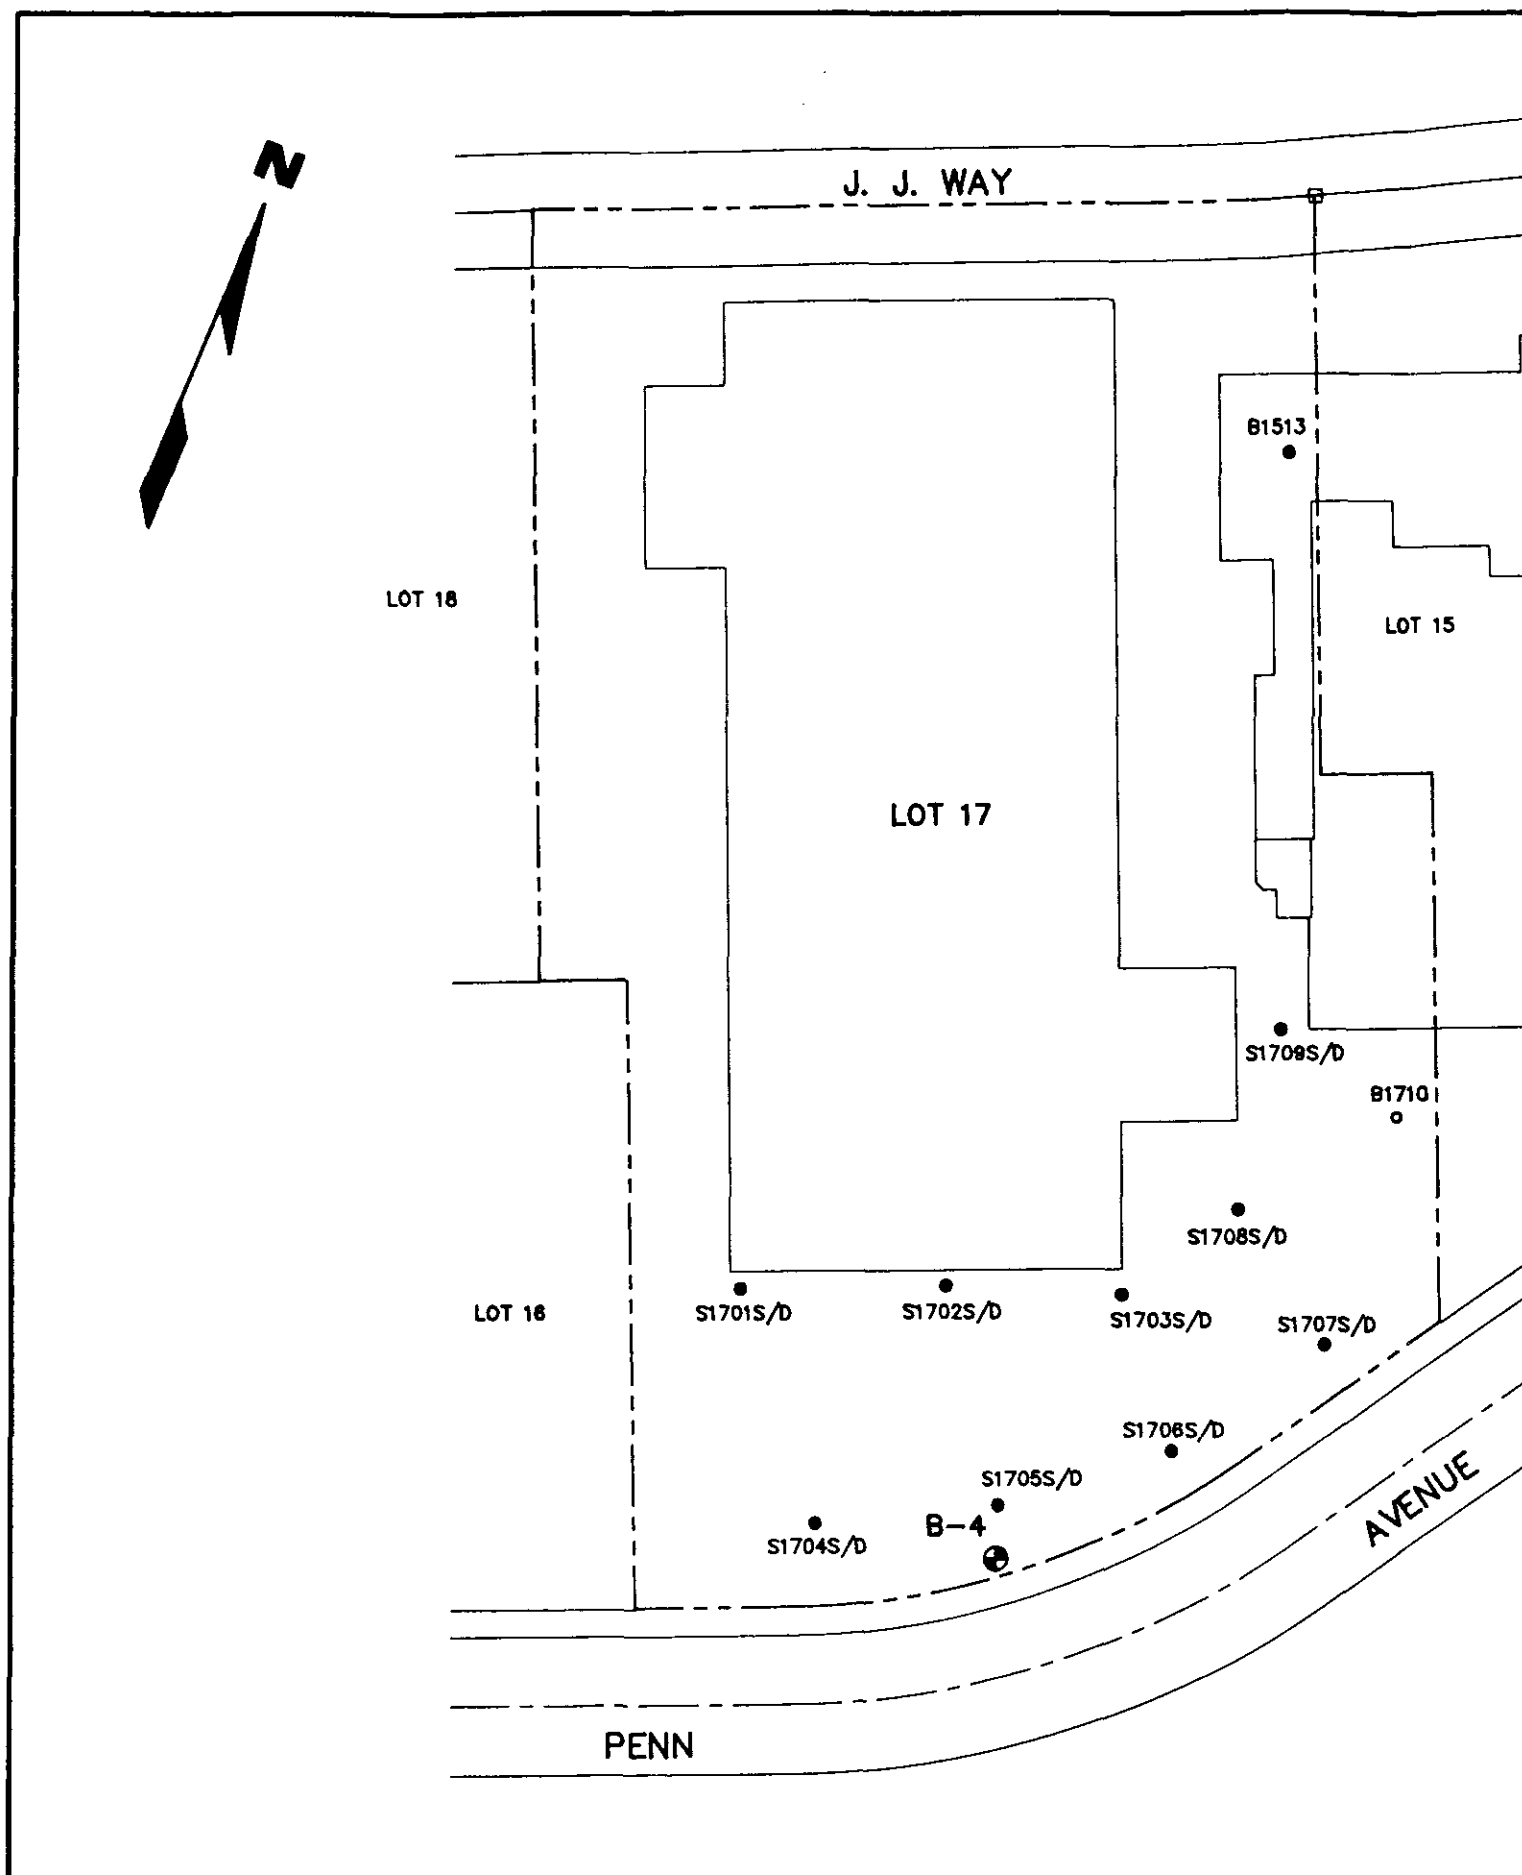 N
J. J. WAY
B1513
LOT 18
LOT 15
LOT 17
S1709S/D
B1710
S1708S/D
LOT 16
S1701S/D
S1702S/D
S1703S/D
S1707S/D
S1706S/D
S1705S/D
B-4
S1704S/D
AVENUE
PENN